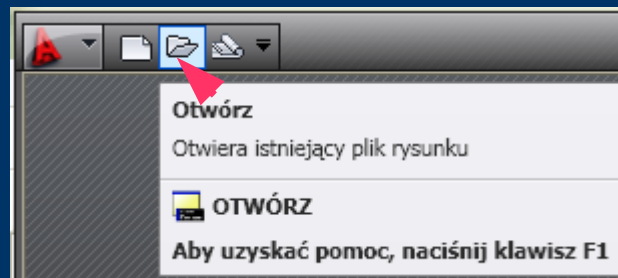 Otwórz
Otwiera istniejący plik rysunku
OTWÓRZ
Aby uzyskać pomoc, naciśnij klawisz F1